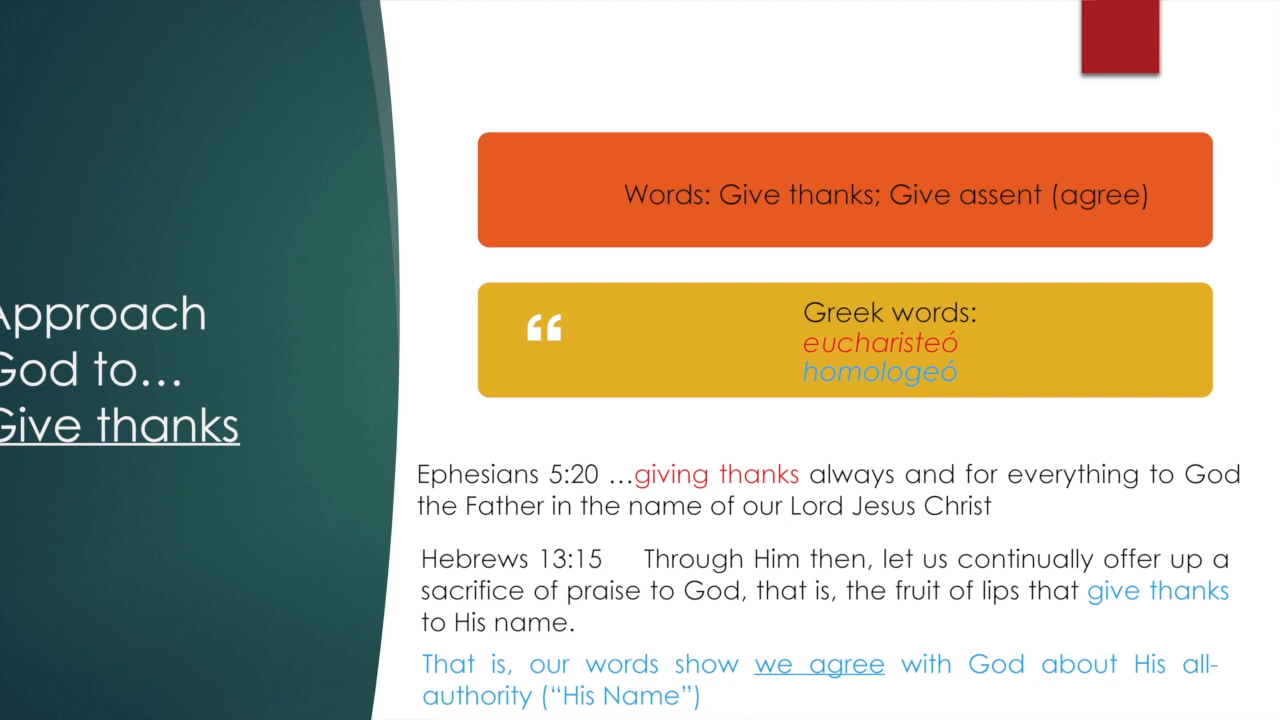 Approach
God to...
Give thanks
Words: Give thanks; Give assent (agree)
“
Greek words:
eucharisteó
homologeó
Ephesians 5:20 ...giving thanks always and for everything to God
the Father in the name of our Lord Jesus Christ
Hebrews 13:15 Through Him then, let us continually offer up a
sacrifice of praise to God, that is, the fruit of lips that give thanks
to His name.
That is, our words show we agree with God about His all-
authority (“His Name”)